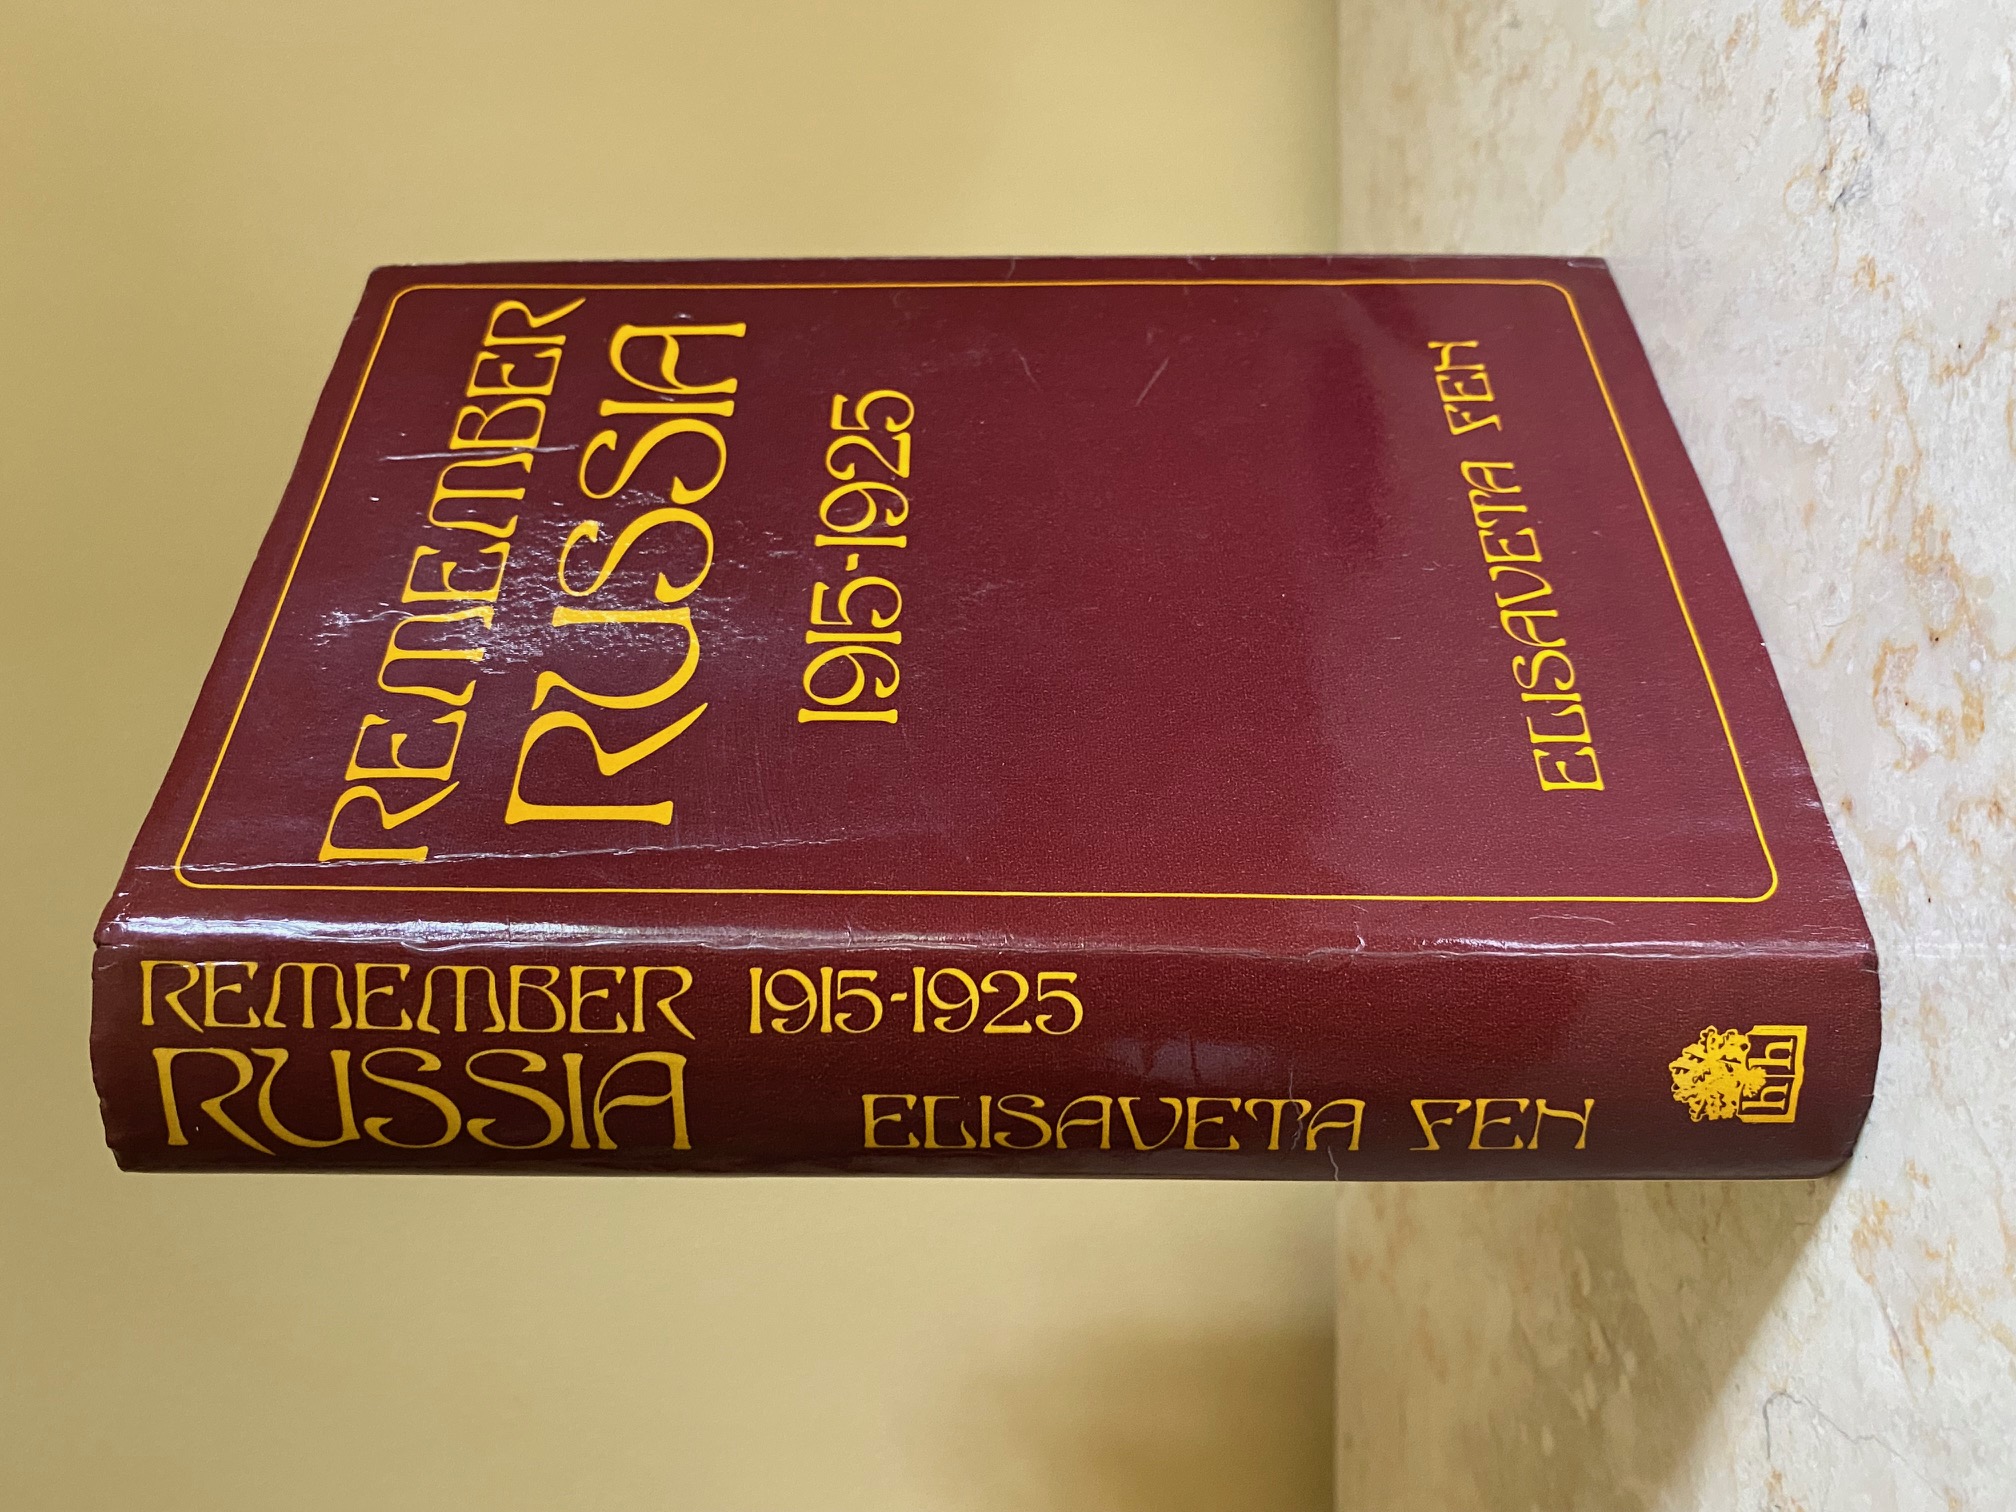 REMEMBER
RUSSIA
1915-1925
ELISAVETA FEN
REMEMBER 1915-1925
RUSSIA
ELISAVETA FEN
hh